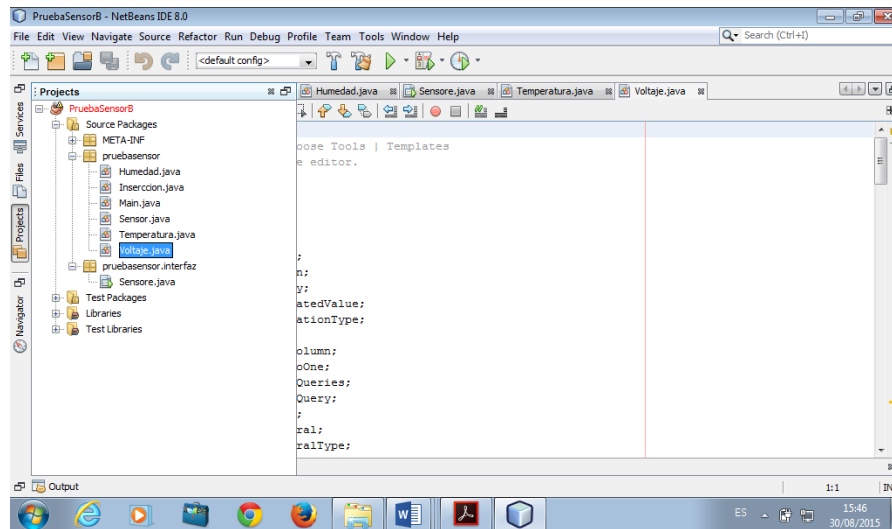 PruebaSensorB - NetBeans IDE 8.0
File Edit View Navigate Source Refactor Run Debug Profile Team Tools Window Help
Search (Ctrl+I)
<default config>
Projects
Humedad.java
Sensore.java
Temperatura.java
Voltaje.java
PruebaSensorB
Source Packages
META-INF
pruebasensor
Humedad.java
Inserccion.java
Main.java
Sensor.java
Temperatura.java
Voltaje.java
pruebasensor.interfaz
Sensore.java
Test Packages
Libraries
Test Libraries
Services
Files
Projects
Navigator
oose Tools | Templates
e editor.
;
n;
y;
atedValue;
ationType;
olumn;
oOne;
Queries;
Query;
;
ral;
ralType;
Output
1:1
IN
ES
15:46
30/08/2015